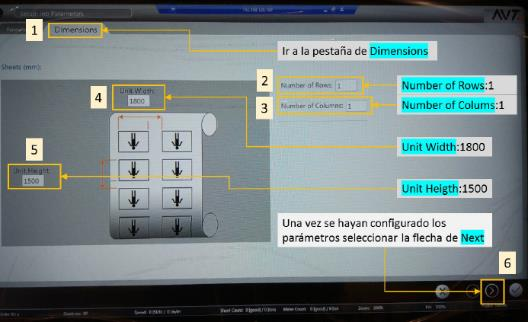 Setup Job Parameters
AVT
1
Dimensions
Ir a la pestaña de Dimensions
Sheets (mm):
4
Unit Width:
1800
2
Number of Rows: 1
Number of Rows:1
3
Number of Columns: 1
Number of Colums:1
5
Unit Height:
1500
Unit Width:1800
Unit Heigth:1500
Una vez se hayan configurado los
parámetros seleccionar la flecha de Next
6